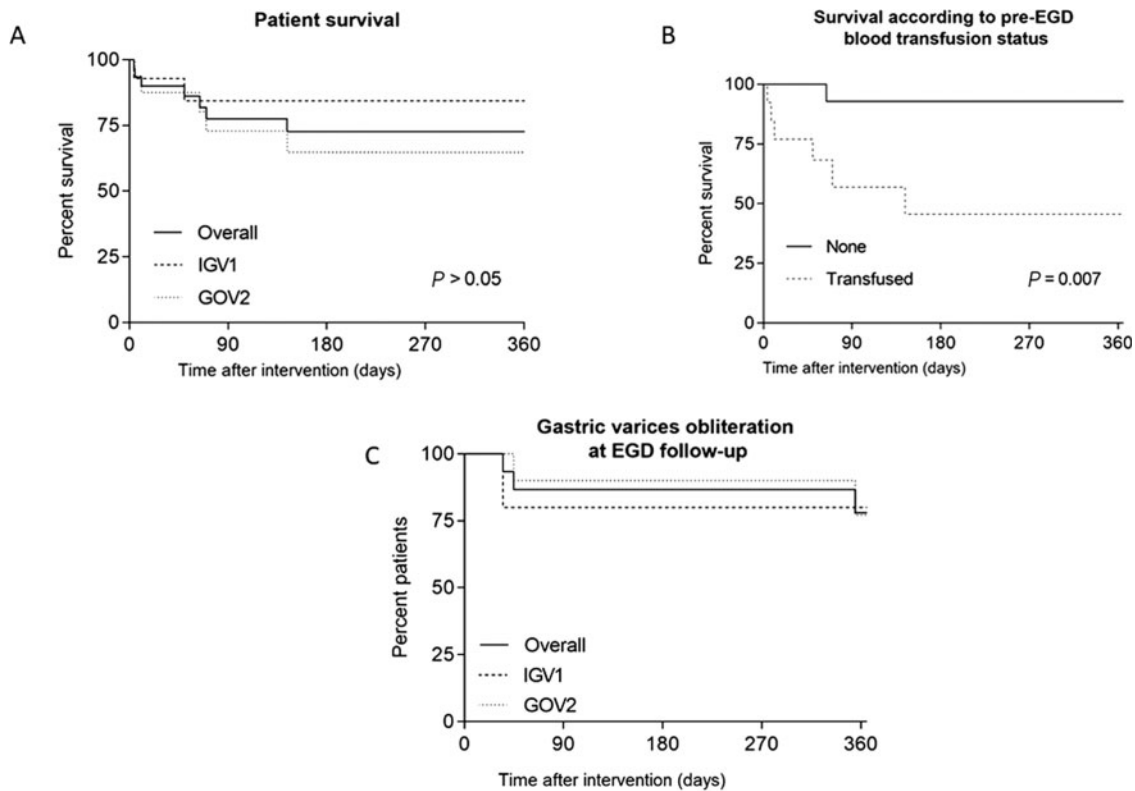 A
Patient survival
Percent survival
100
75
50
25
0
Overall
IGV1
GOV2
P > 0.05
0 90 180 270 360
Time after intervention (days)
B
Survival according to pre-EGD
blood transfusion status
Percent survival
100
75
50
25
0
None
Transfused
P = 0.007
0 90 180 270 360
Time after intervention (days)
C
Gastric varices obliteration
at EGD follow-up
Percent patients
100
75
50
25
0
Overall
IGV1
GOV2
0 90 180 270 360
Time after intervention (days)